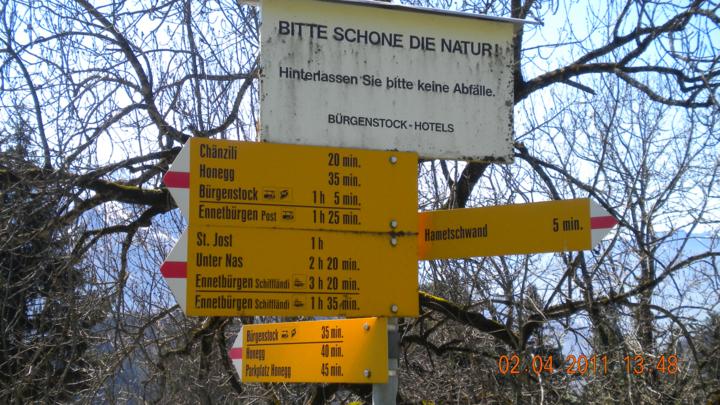 BITTE SCHONE DIE NATUR!
Hinterlassen Sie bitte keine Abfälle.
BÜRGENSTOCK-HOTELS
Chänzili 20 min.
Honegg 35 min.
Bürgenstock 1 h 5 min.
Ennetbürgen Post 1 h 25 min.
St. Jost 1 h
Unter Nas 2 h 20 min.
Ennetbürgen Schiffländi 3 h 20 min.
Ennetbürgen Schiffländi 1 h 35 min.
Hametschwand 5 min.
Bürgenstock 35 min.
Honegg 40 min.
Parkplatz Honegg 45 min.
02.04.2011 13:48